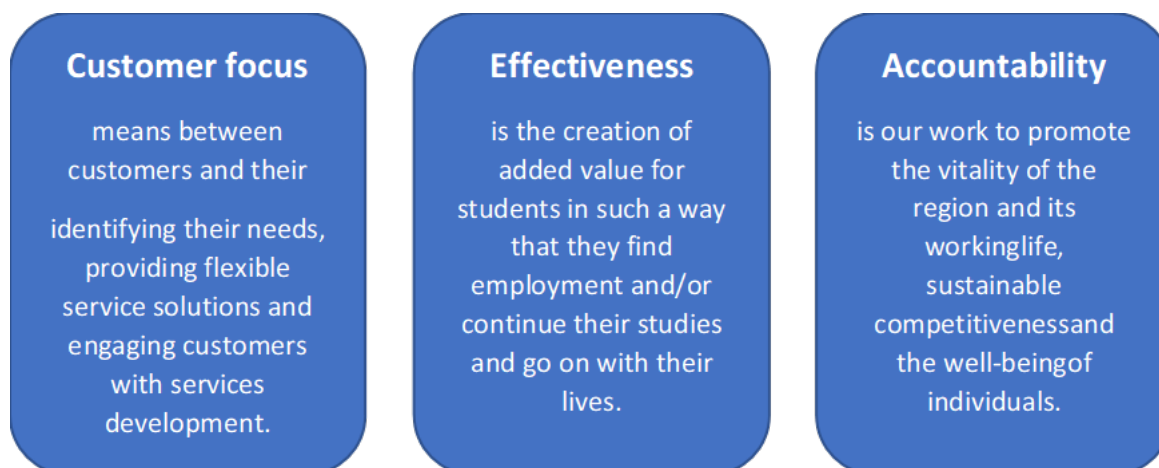 Customer focus
means between
customers and their
identifying their needs,
providing flexible
service solutions and
engaging customers
with services
development.
Effectiveness
is the creation of
added value for
students in such a way
that they find
employment and/or
continue their studies
and go on with their
lives.
Accountability
is our work to promote
the vitality of the
region and its
workinglife,
sustainable
competitivenessand
the well-beingof
individuals.